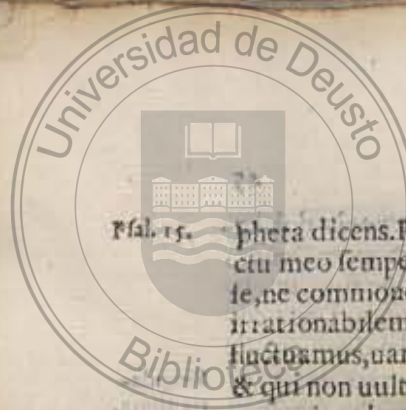 Universidad de Deusto
Biblioteca
Psal. 15.
pheta dicens.
ctu meo semp
se, ne commo
irrationabilem
fluctuamus, ua
& qui non uult